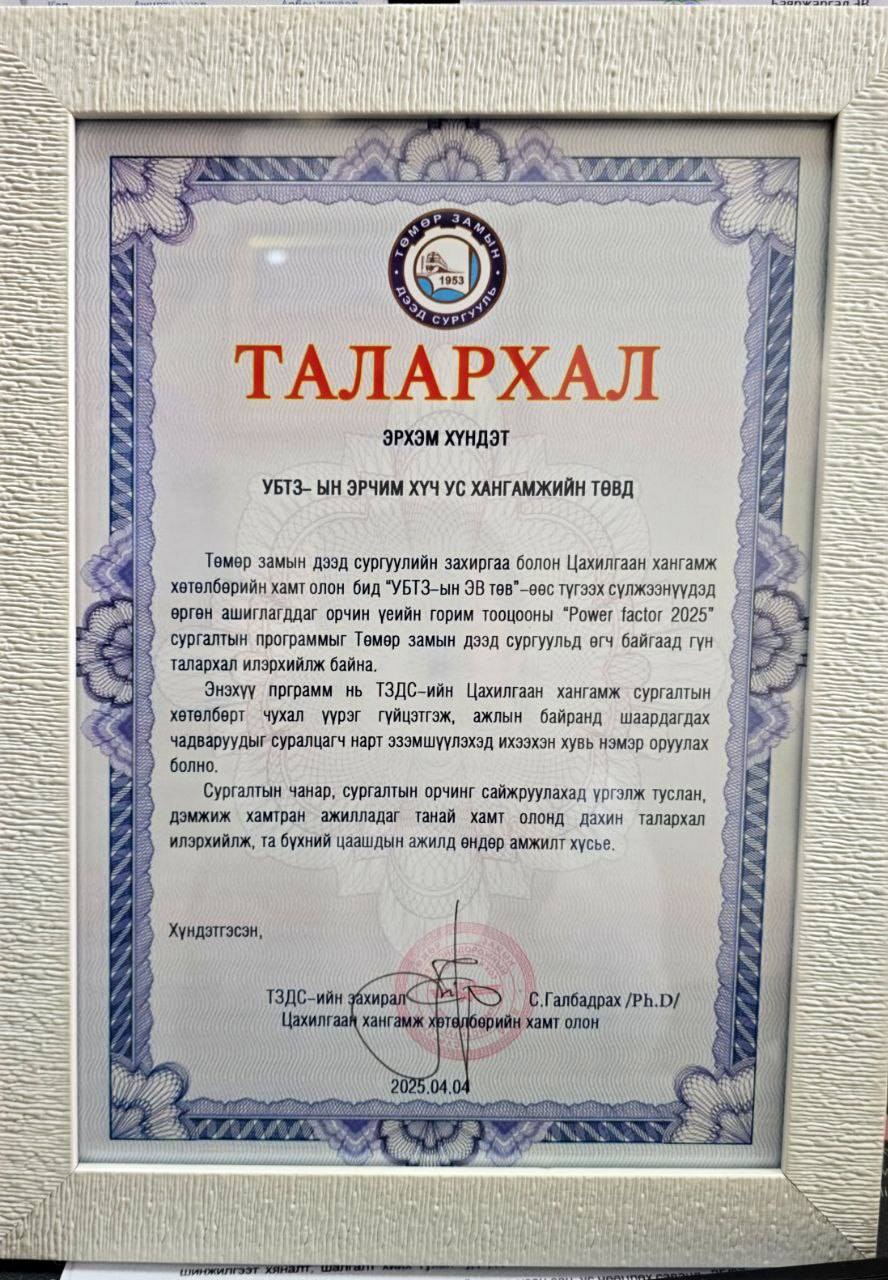 ТӨМӨР ЗАМЫН
1953
ДЭЭД СУРГУУЛЬ
ТАЛАРХАЛ
ЭРХЭМ ХҮНДЭТ
УБТЗ– ЫН ЭРЧИМ ХҮЧ УС ХАНГАМЖИЙН ТӨВД
Төмөр замын дээд сургуулийн захиргаа болон Цахилгаан хангамж
хөтөлбөрийн хамт олон бид “УБТЗ–ын ЭВ төв”–өөс түгээх сүлжээнүүдэд
өргөн ашиглагддаг орчин үеийн горим тооцооны “Power factor 2025”
сургалтын программыг Төмөр замын дээд сургуульд өгч байгаад гүн
талархал илэрхийлж байна.
Энэхүү прграмм нь ТЗДС–ийн Цахилгаан хангамж сургалтын
хөтөлбөрт чухал үүрэг гүйцэтгэж, ажлын байранд шаардагдах
чадваруудыг суралцагч нарт эзэмшүүлэхэд ихээхэн хувь нэмэр оруулах
болно.
Сургалтын чанар, сургалтын орчинг сайжруулахад үргэлж туслан,
дэмжиж хамтран ажилладаг танай хамт олонд дахин талархал
илэрхийлж, та бүхний цаашдын ажилд өндөр амжилт хүсье.
Хүндэтгэсэн,
ТЗДС–ийн захирал С.Галбадрах /Ph.D/
Цахилгаан хангамж хөтөлбөрийн хамт олон
2025.04.04